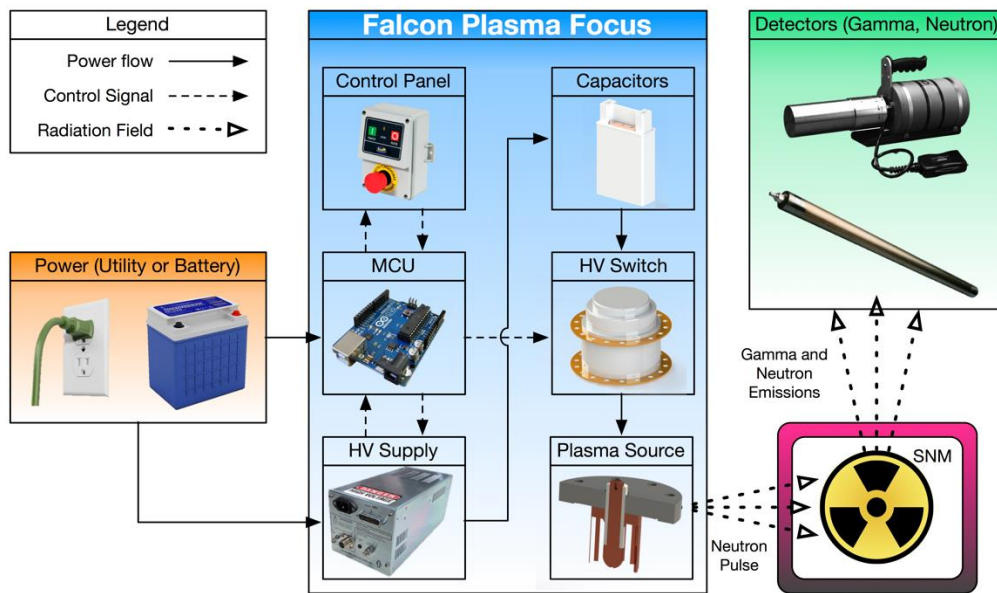 Legend
Power flow
Control Signal
Radiation Field
Falcon Plasma Focus
Control Panel
Capacitors
Detectors (Gamma, Neutron)
Power (Utility or Battery)
MCU
HV Switch
Gamma and
Neutron
Emissions
HV Supply
Plasma Source
SNM
Neutron
Pulse